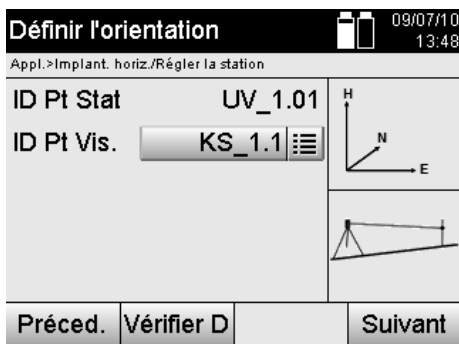 Définir l'orientation
09/07/10
13:48
Appl.>Implant. horiz./Régler la station
ID Pt Stat UV_1.01
ID Pt Vis. KS_1.1
H
N
E
Précéd. Vérifier D Suivant